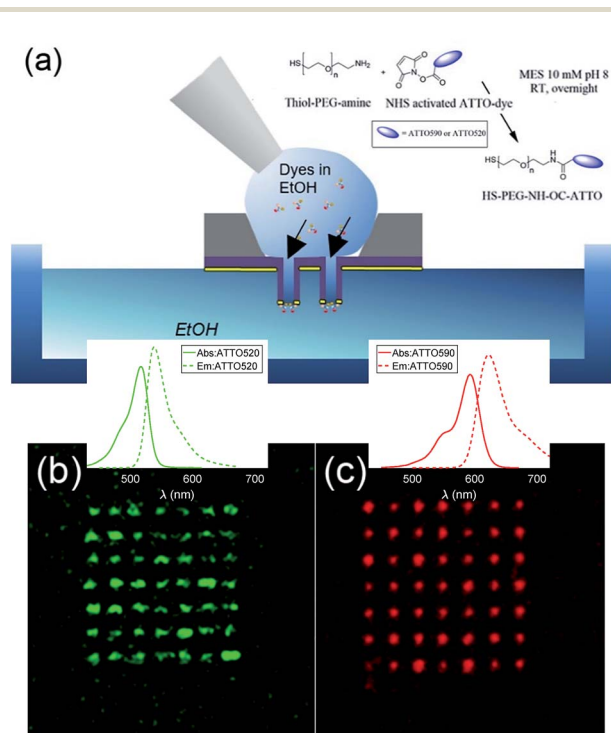 (a)
HS
O
n
NH₂
+
N-O
O
O
O
O
MES 10 mM pH 8
RT, overnight
Thiol-PEG-amine
NHS activated ATTO-dye
= ATTO590 or ATTO520
HS
O
n
H
N
O
HS-PEG-NH-OC-ATTO
Dyes in
EtOH
EtOH
Abs:ATTO520
Em:ATTO520
Abs:ATTO590
Em:ATTO590
500 600 700
λ (nm)
500 600 700
λ (nm)
(b)
(c)